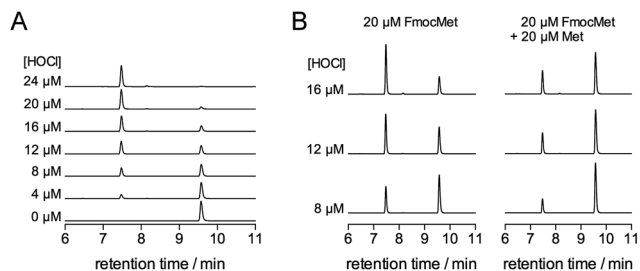 A
[HOCl]
24 µM
20 µM
16 µM
12 µM
8 µM
4 µM
0 µM
6 7 8 9 10 11
retention time / min
B
20 µM FmocMet
20 µM FmocMet
+ 20 µM Met
[HOCl]
16 µM
12 µM
8 µM
6 7 8 9 10 11
6 7 8 9 10 11
retention time / min
retention time / min